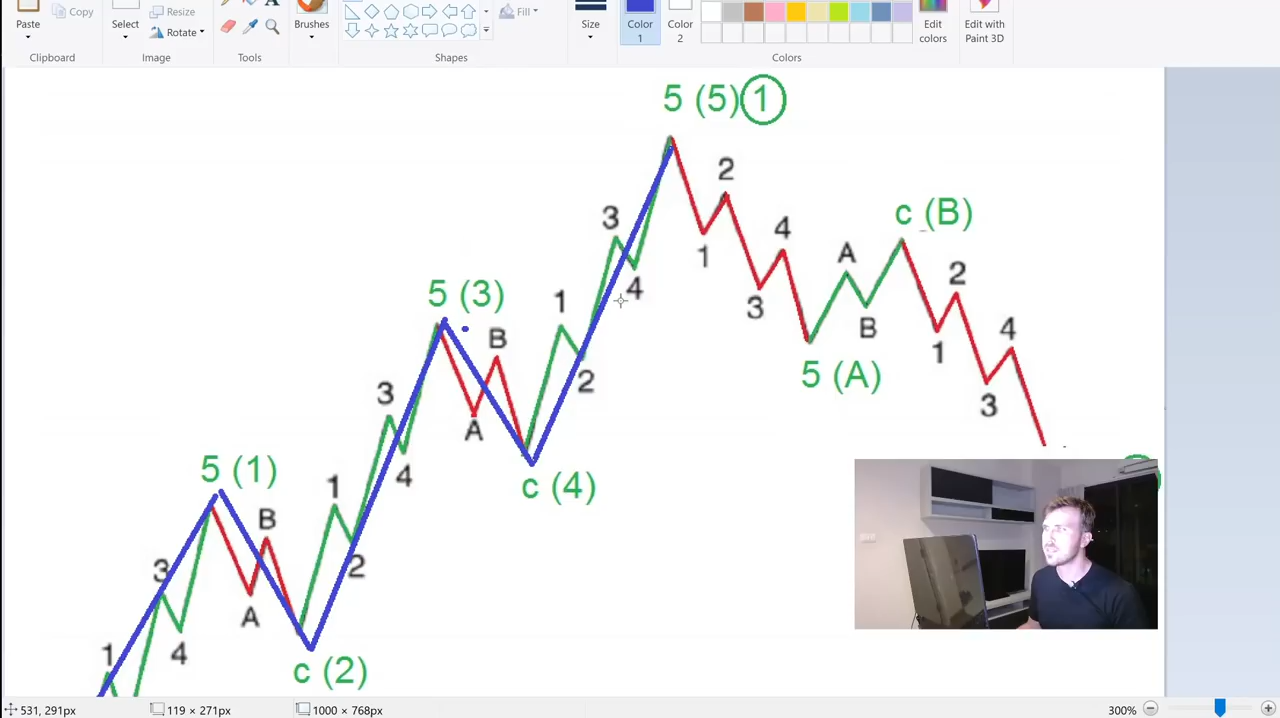 Paste
Copy
Select
Resize
Rotate
Brushes
Fill
Size
Color
1
Color
2
Edit
colors
Edit with
Paint 3D
Clipboard
Image
Tools
Shapes
Colors
5 (5) 1
2
3
c (B)
4
A
1
2
4
5 (3)
1
3
B
4
B
1
3
2
5 (A)
3
A
4
5 (1)
c (4)
1
B
3
2
A
4
1
c (2)
531, 291px
119 × 271px
1000 × 768px
300%